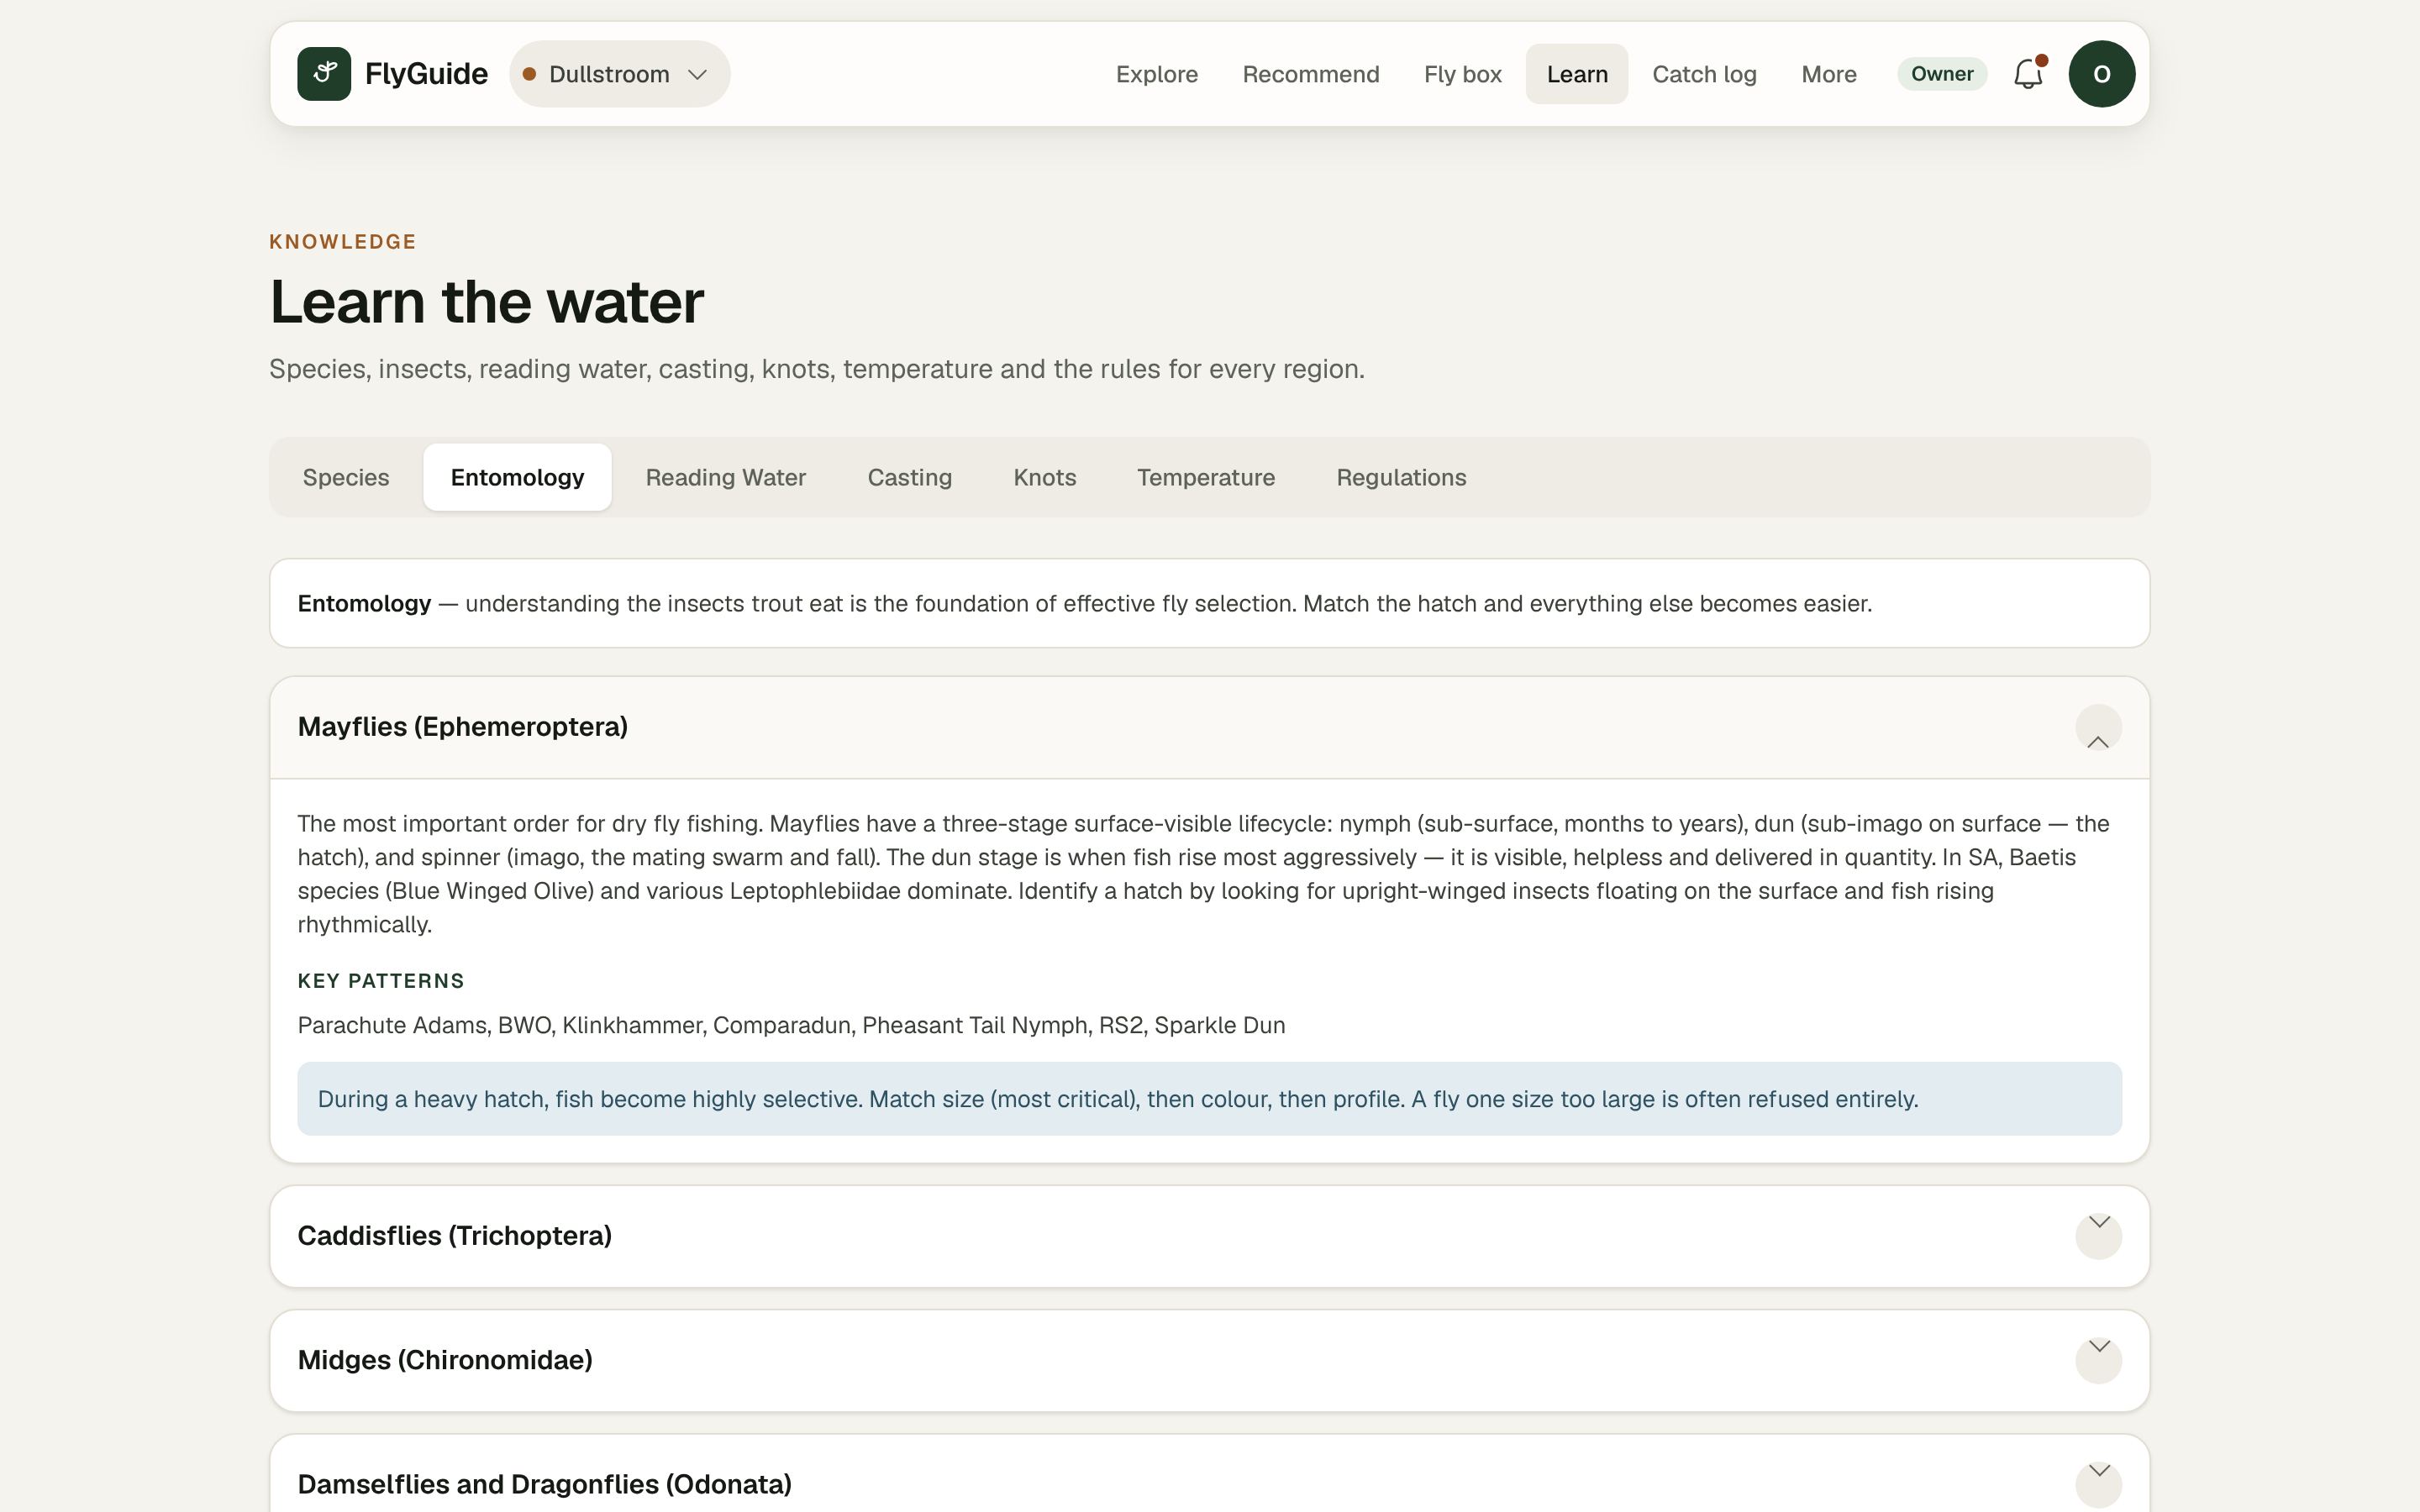 FlyGuide
Dullstroom
Explore
Recommend
Fly box
Learn
Catch log
More
Owner
O
KNOWLEDGE
Learn the water
Species, insects, reading water, casting, knots, temperature and the rules for every region.
Species
Entomology
Reading Water
Casting
Knots
Temperature
Regulations
Entomology — understanding the insects trout eat is the foundation of effective fly selection. Match the hatch and everything else becomes easier.
Mayflies (Ephemeroptera)
The most important order for dry fly fishing. Mayflies have a three-stage surface-visible lifecycle: nymph (sub-surface, months to years), dun (sub-imago on surface — the
hatch), and spinner (imago, the mating swarm and fall). The dun stage is when fish rise most aggressively — it is visible, helpless and delivered in quantity. In SA, Baetis
species (Blue Winged Olive) and various Leptophlebiidae dominate. Identify a hatch by looking for upright-winged insects floating on the surface and fish rising
rhythmically.
KEY PATTERNS
Parachute Adams, BWO, Klinkhammer, Comparadun, Pheasant Tail Nymph, RS2, Sparkle Dun
During a heavy hatch, fish become highly selective. Match size (most critical), then colour, then profile. A fly one size too large is often refused entirely.
Caddisflies (Trichoptera)
Midges (Chironomidae)
Damselflies and Dragonflies (Odonata)